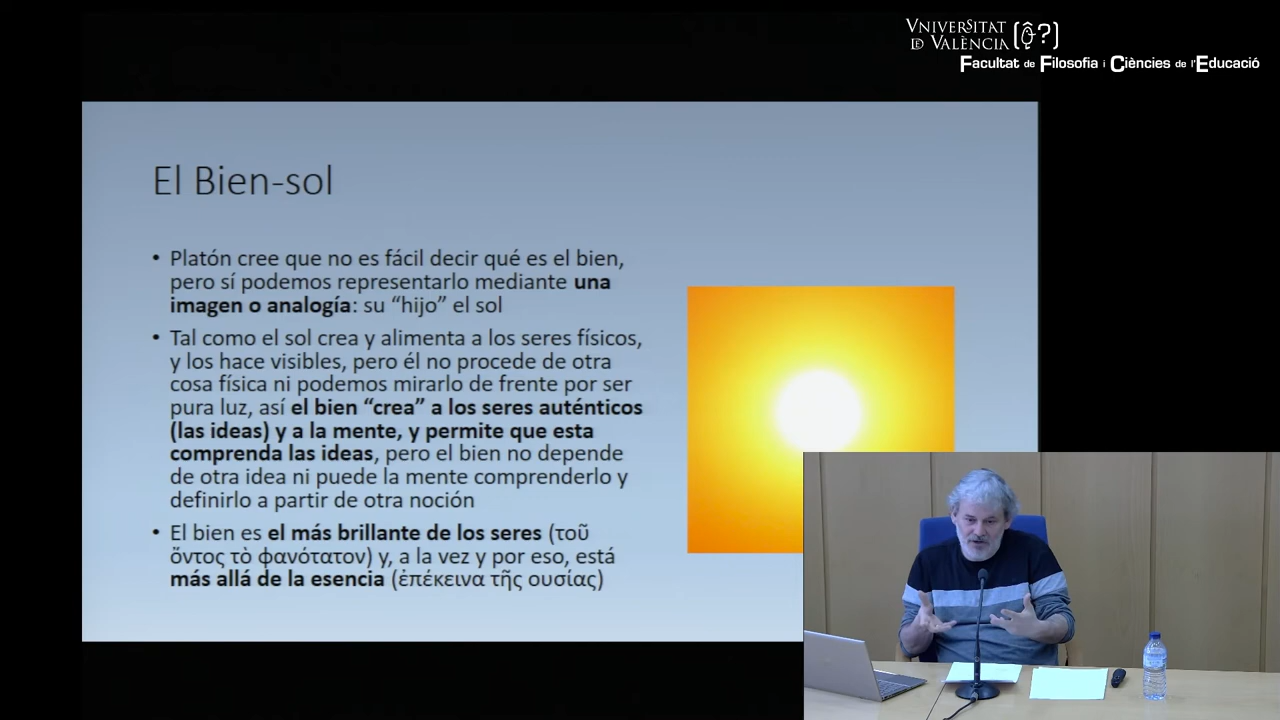 VNIVERSITAT
DE VALÈNCIA (Q?)
Facultat de Filosofia i Ciències de l'Educació
El Bien-sol
• Platón cree que no es fácil decir qué es el bien,
pero sí podemos representarlo mediante una
imagen o analogía: su “hijo” el sol
• Tal como el sol crea y alimenta a los seres físicos,
y los hace visibles, pero él no procede de otra
cosa física ni podemos mirarlo de frente por ser
pura luz, así el bien “crea” a los seres auténticos
(las ideas) y a la mente, y permite que esta
comprenda las ideas, pero el bien no depende
de otra idea ni puede la mente comprenderlo y
definirlo a partir de otra noción
• El bien es el más brillante de los seres (τοῦ
ὄντος τὸ φανότατον) y, a la vez y por eso, está
más allá de la esencia (ἐπέκεινα τῆς ουσίας)